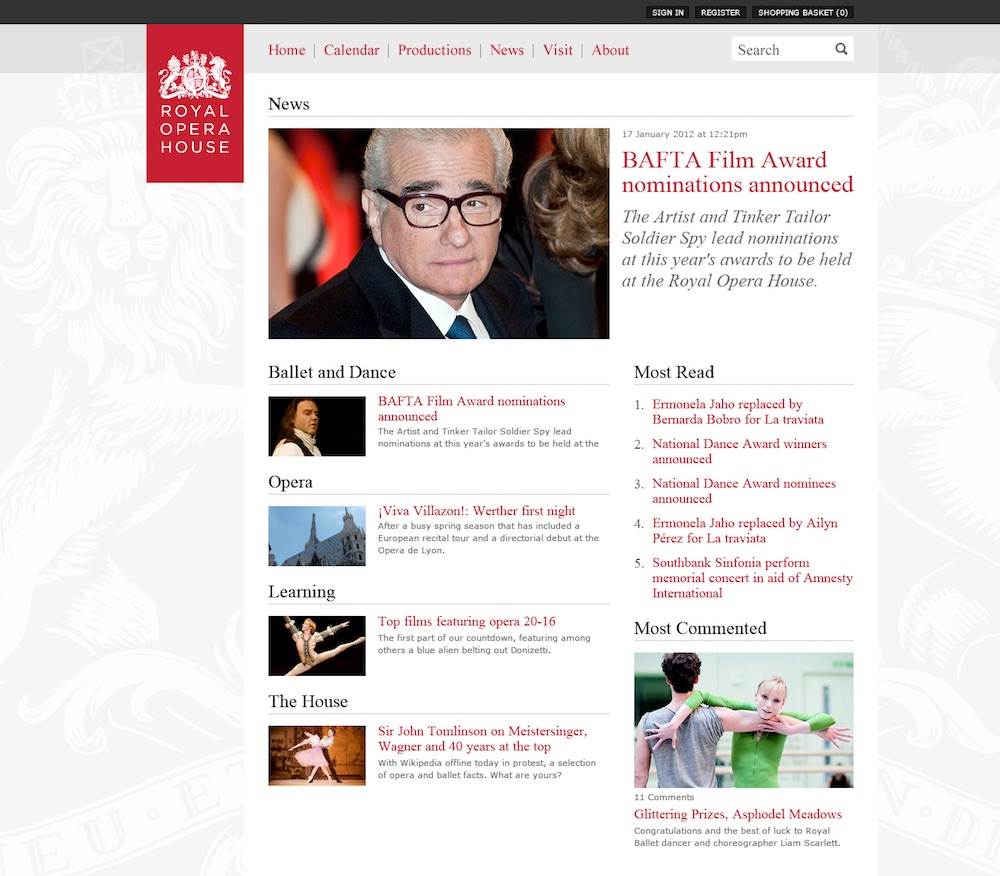 SIGN IN
REGISTER
SHOPPING BASKET (0)
ROYAL
OPERA
HOUSE
Home
Calendar
Productions
News
Visit
About
Search
News
17 January 2012 at 12:21pm
BAFTA Film Award
nominations announced
The Artist and Tinker Tailor
Soldier Spy lead nominations
at this year's awards to be held
at the Royal Opera House.
Ballet and Dance
BAFTA Film Award nominations
announced
The Artist and Tinker Tailor Soldier Spy lead
nominations at this year's awards to be held at the
Opera
¡Viva Villazon!: Werther first night
After a busy spring season that has included a
European recital tour and a directorial debut at the
Opera de Lyon.
Learning
Top films featuring opera 20-16
The first part of our countdown, featuring among
others a blue alien belting out Donizetti.
The House
Sir John Tomlinson on Meistersinger,
Wagner and 40 years at the top
With Wikipedia offline today in protest, a selection
of opera and ballet facts. What are yours?
Most Read
1. Ermonela Jaho replaced by
Bernarda Bobro for La traviata
2. National Dance Award winners
announced
3. National Dance Award nominees
announced
4. Ermonela Jaho replaced by Ailyn
Pérez for La traviata
5. Southbank Sinfonia perform
memorial concert in aid of Amnesty
International
Most Commented
11 Comments
Glittering Prizes, Asphodel Meadows
Congratulations and the best of luck to Royal
Ballet dancer and choreographer Liam Scarlett.